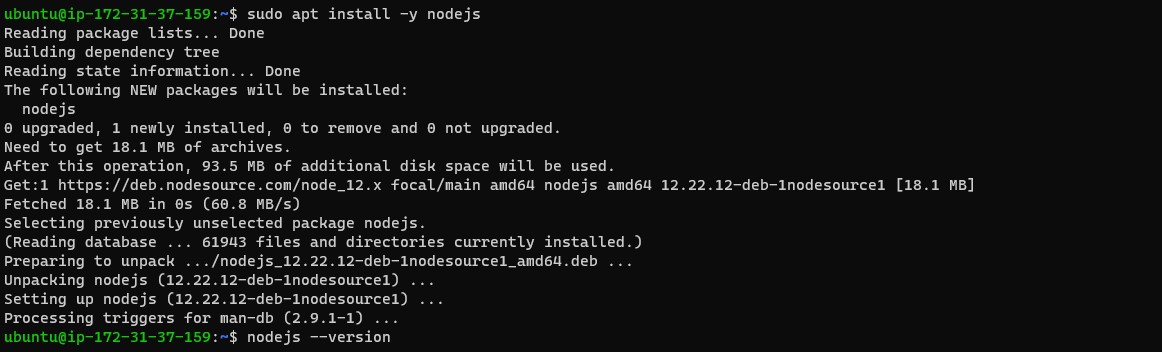 ubuntu@ip-172-31-37-159:~$ sudo apt install -y nodejs
Reading package lists... Done
Building dependency tree
Reading state information... Done
The following NEW packages will be installed:
  nodejs
0 upgraded, 1 newly installed, 0 to remove and 0 not upgraded.
Need to get 18.1 MB of archives.
After this operation, 93.5 MB of additional disk space will be used.
Get:1 https://deb.nodesource.com/node_12.x focal/main amd64 nodejs amd64 12.22.12-deb-1nodesource1 [18.1 MB]
Fetched 18.1 MB in 0s (60.8 MB/s)
Selecting previously unselected package nodejs.
(Reading database ... 61943 files and directories currently installed.)
Preparing to unpack .../nodejs_12.22.12-deb-1nodesource1_amd64.deb ...
Unpacking nodejs (12.22.12-deb-1nodesource1) ...
Setting up nodejs (12.22.12-deb-1nodesource1) ...
Processing triggers for man-db (2.9.1-1) ...
ubuntu@ip-172-31-37-159:~$ nodejs --version